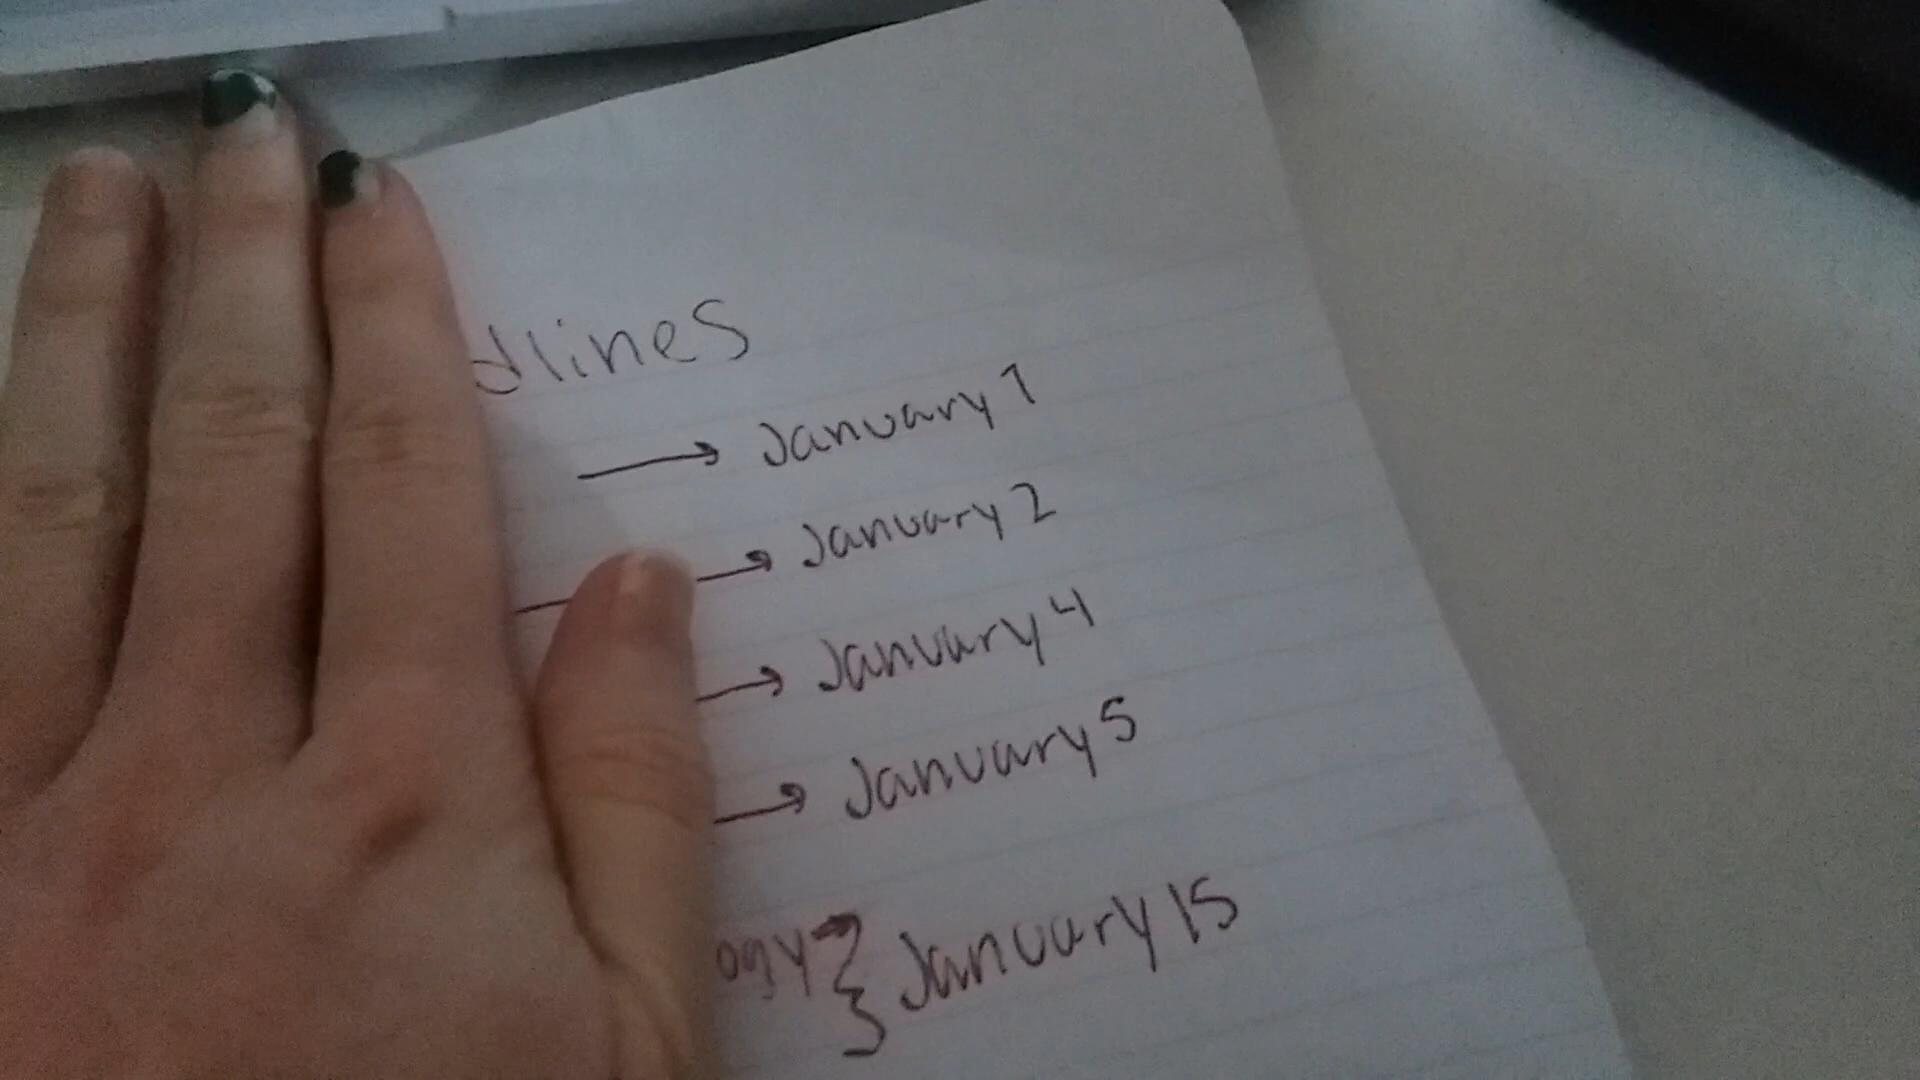 dlines
→ January 1
→ January 2
→ January 4
→ January 5
ogy } January 15